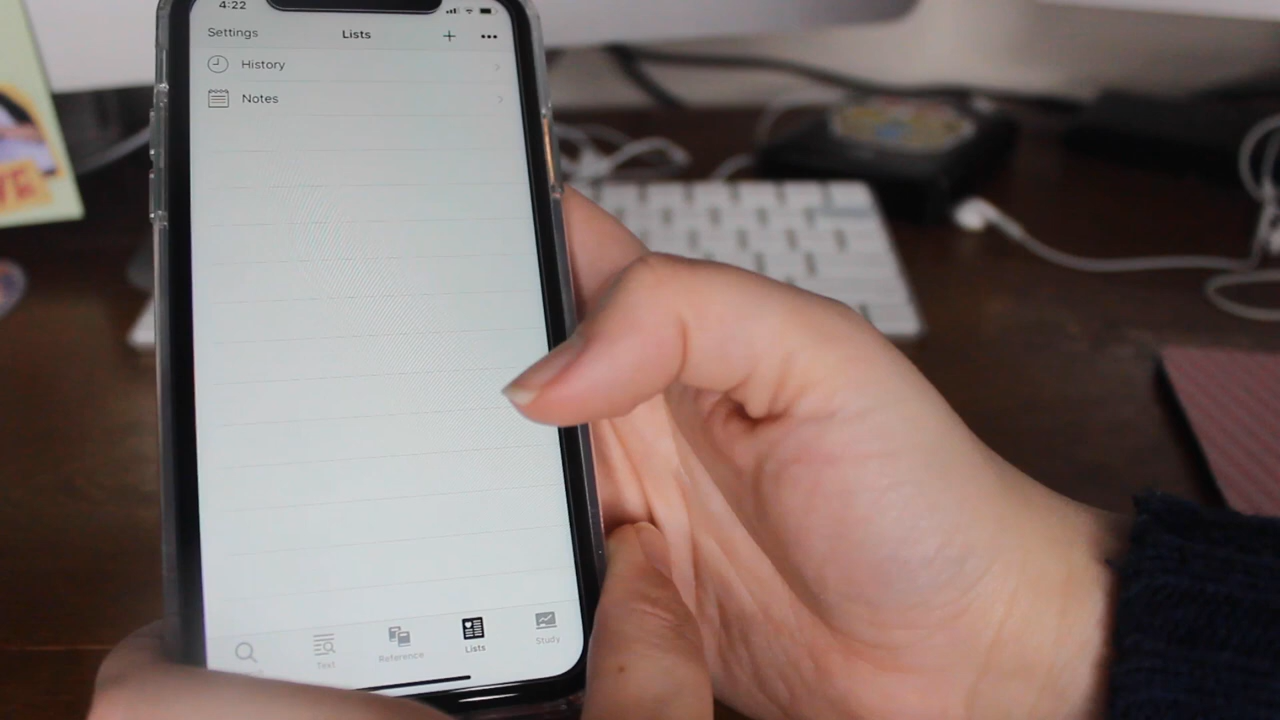 4:22
Settings Lists + •••
History
Notes
Text Reference Lists Study